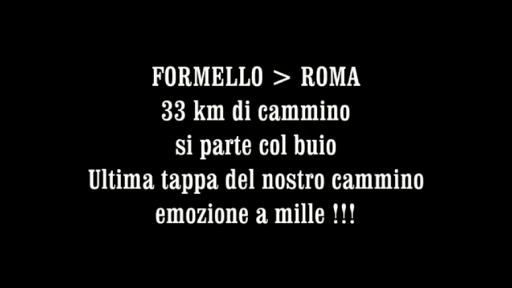 FORMELLO > ROMA
33 km di cammino
si parte col buio
Ultima tappa del nostro cammino
emozione a mille !!!